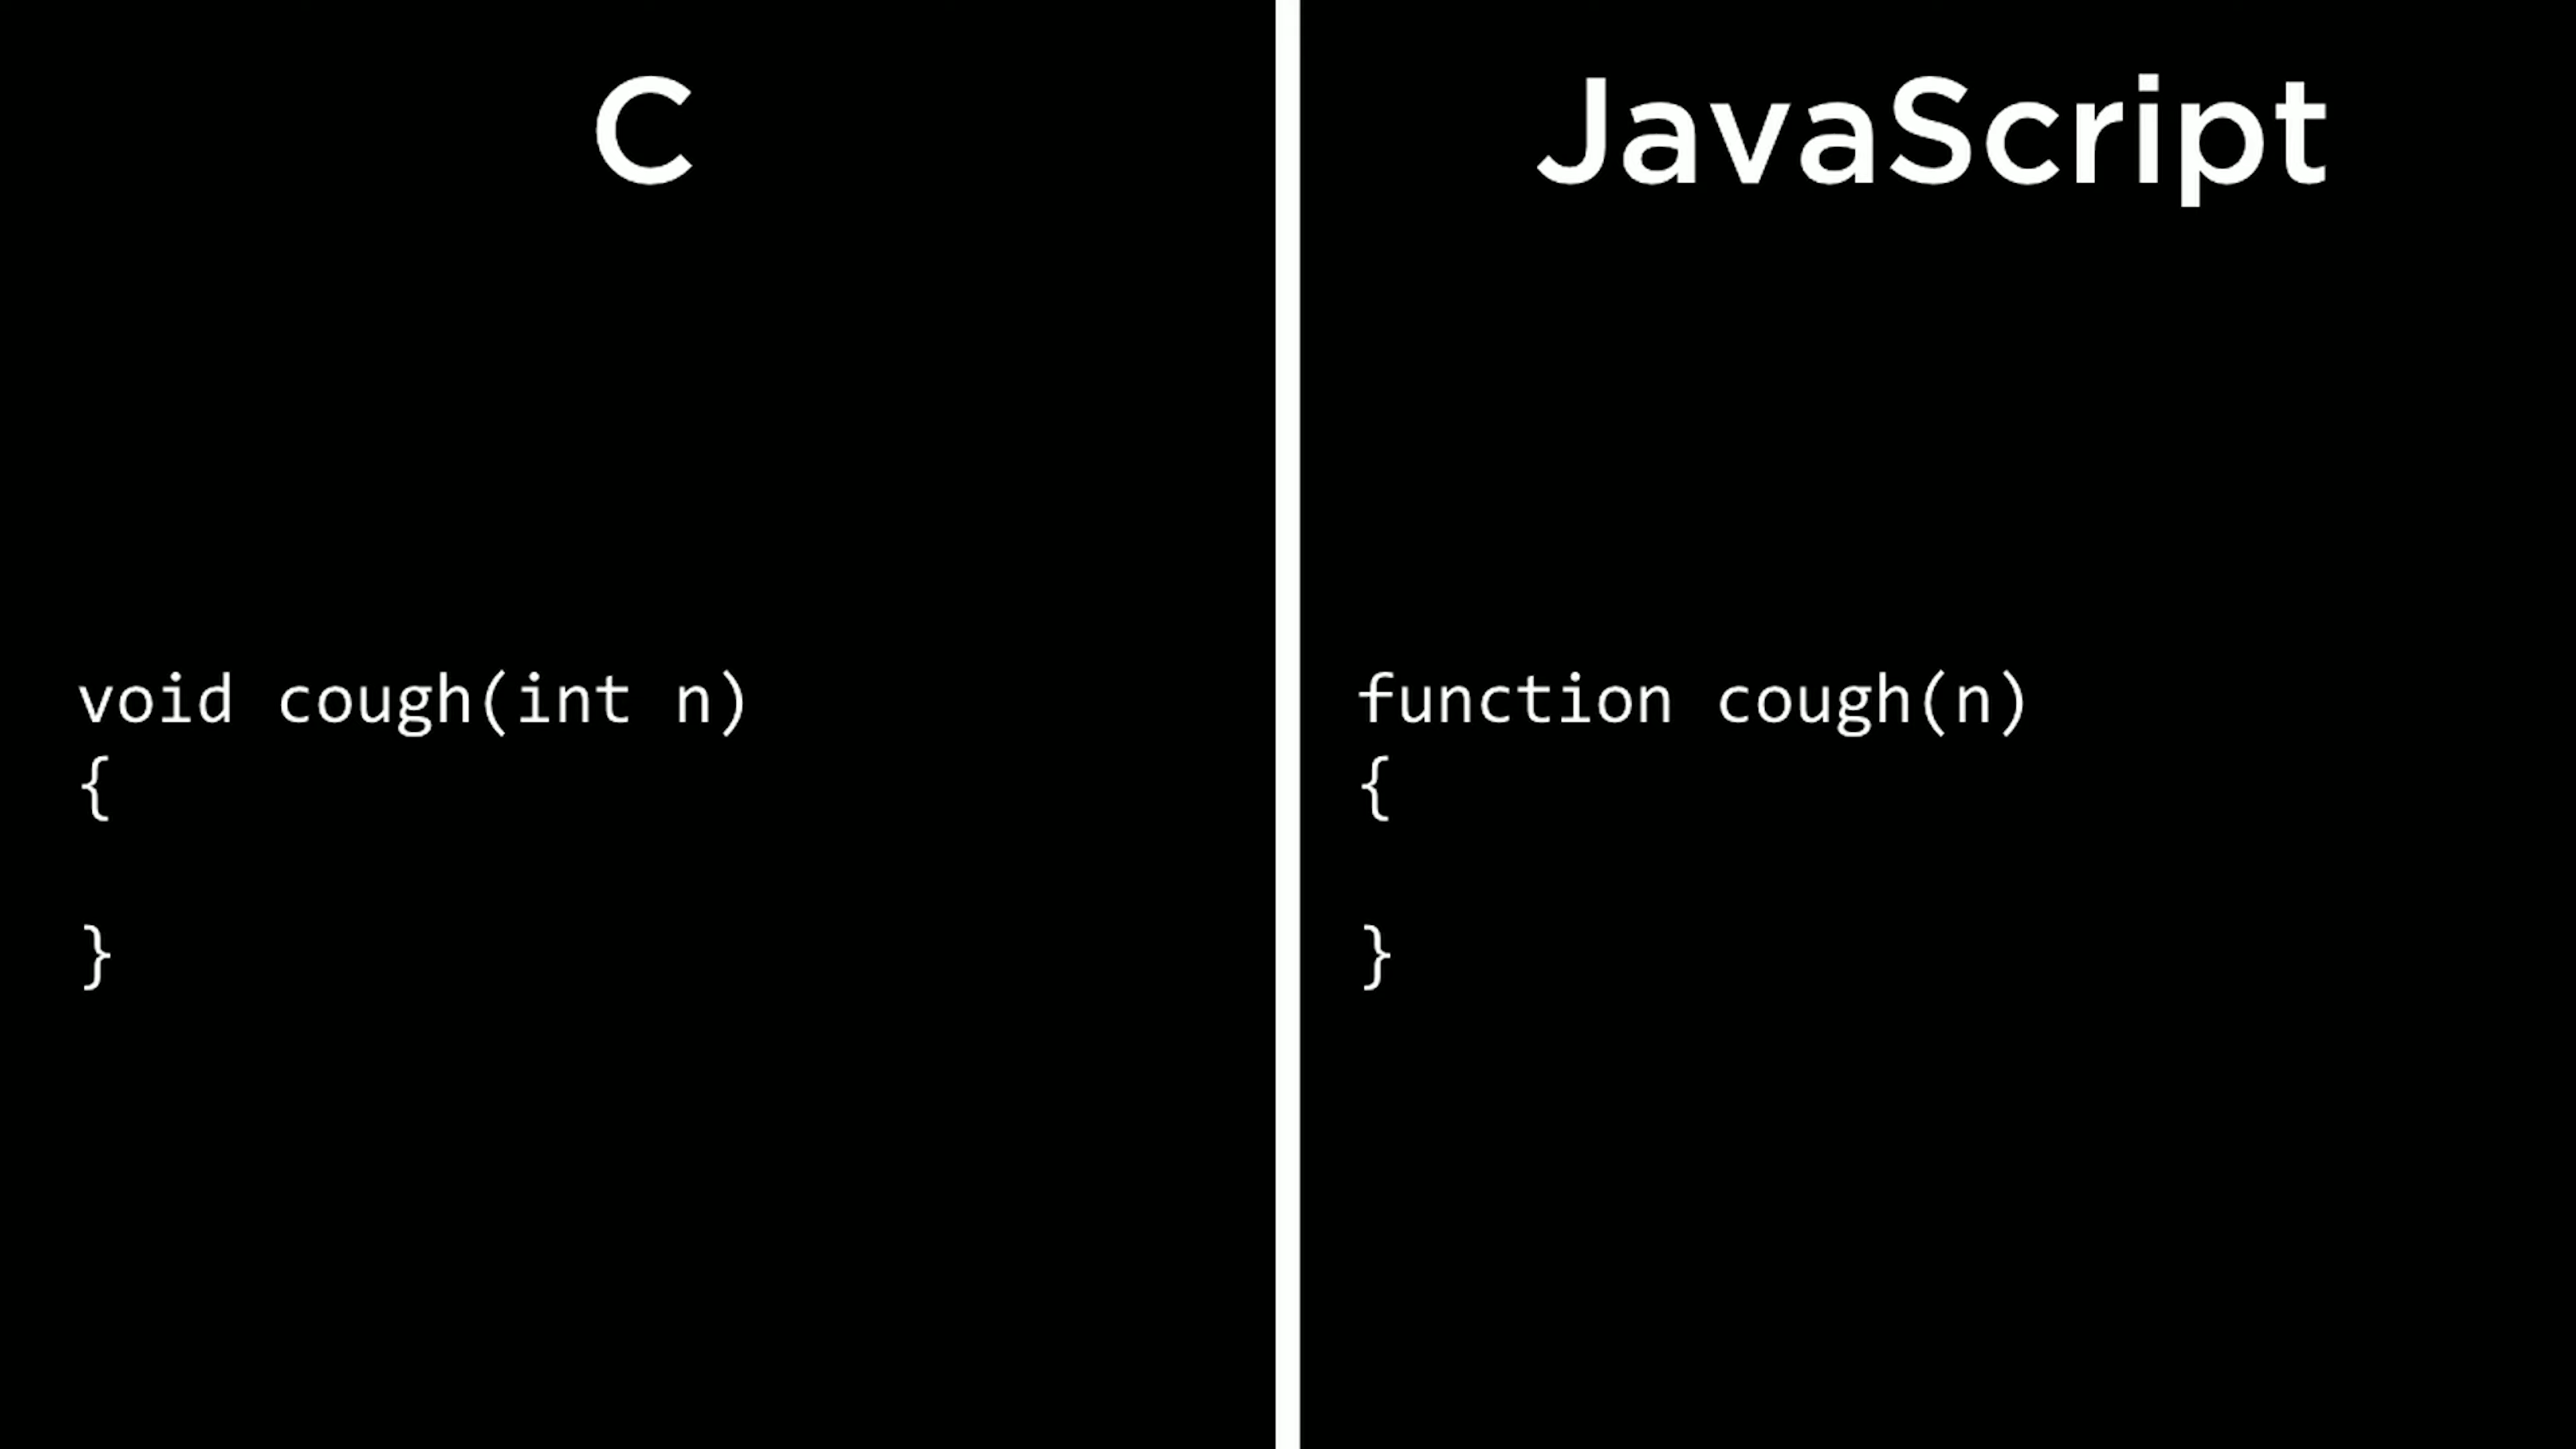 C
void cough(int n)
{
}
JavaScript
function cough(n)
{
}